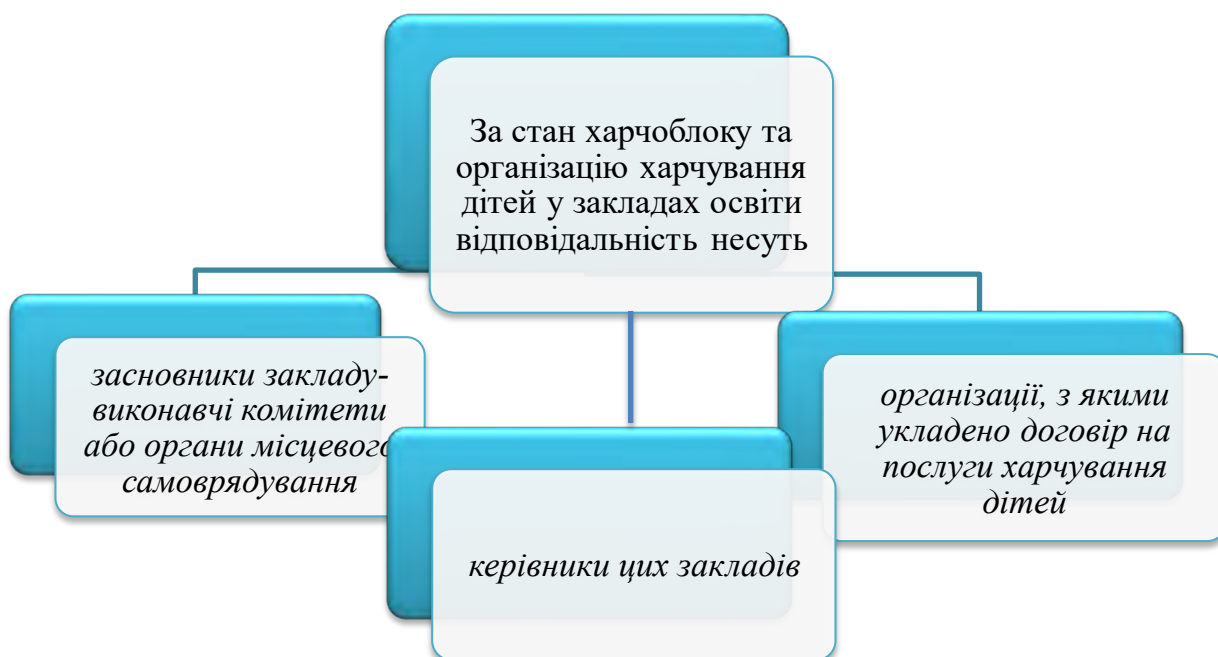 За стан харчоблоку та
організацію харчування
дітей у закладах освіти
відповідальність несуть
засновники закладу-
виконавчі комітети
або органи місцевого
самоврядування
керівники цих закладів
організації, з якими
укладено договір на
послуги харчування
дітей